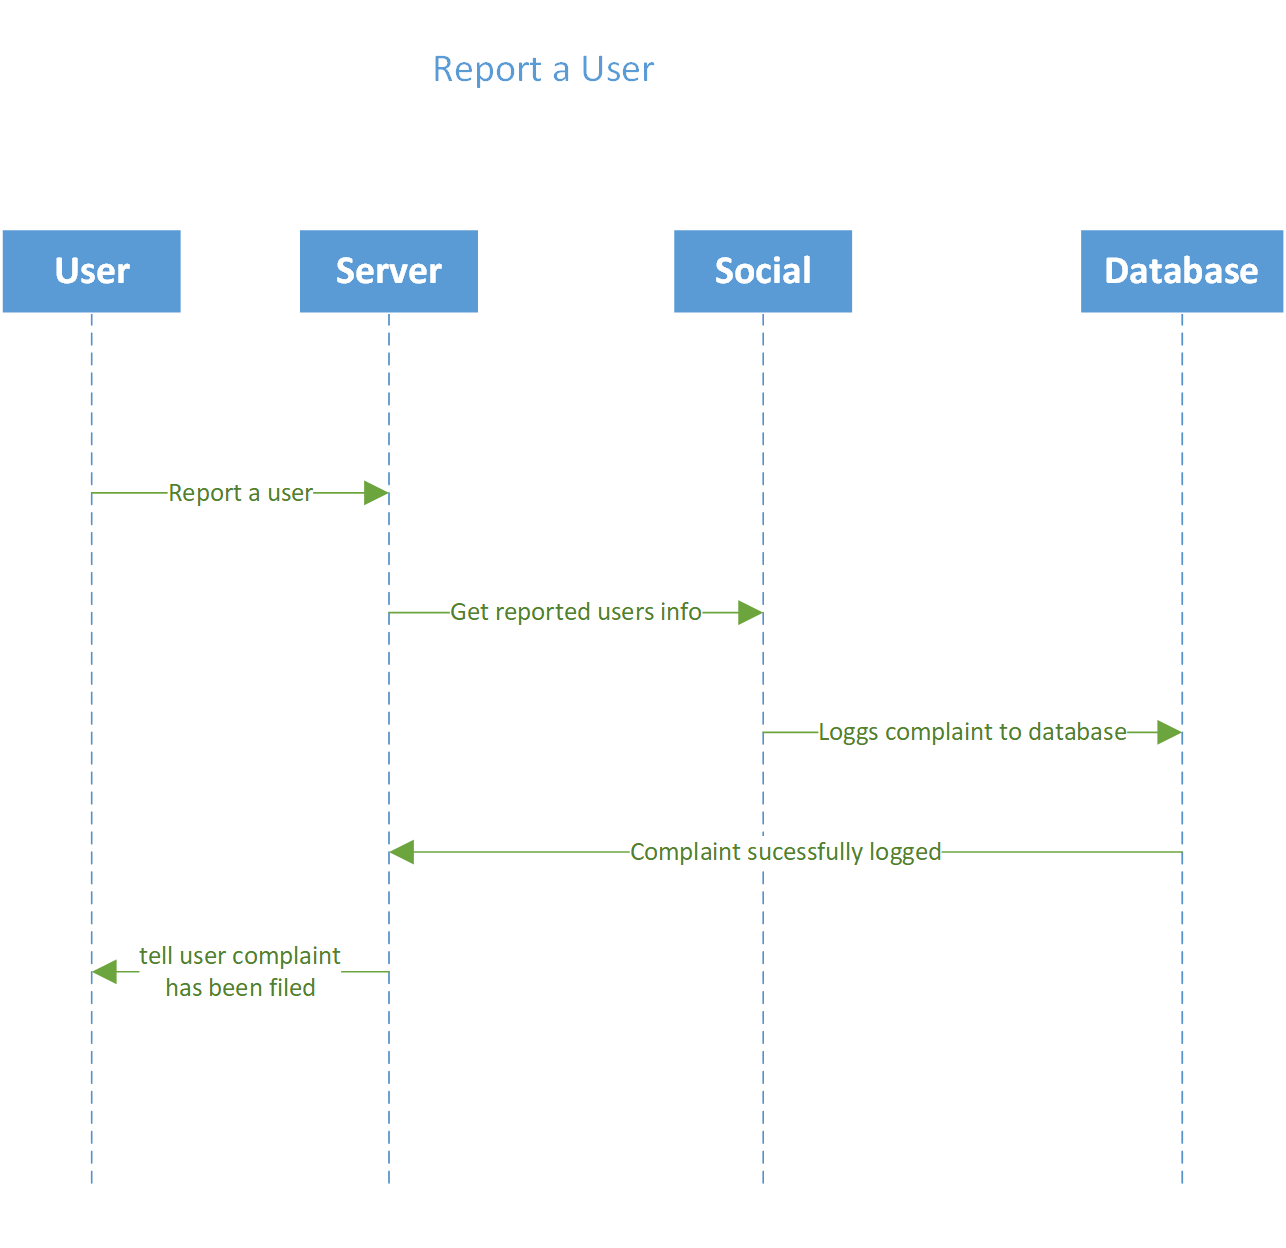 Report a User
User
Server
Social
Database
Report a user
Get reported users info
Loggs complaint to database
Complaint sucessfully logged
tell user complaint
has been filed